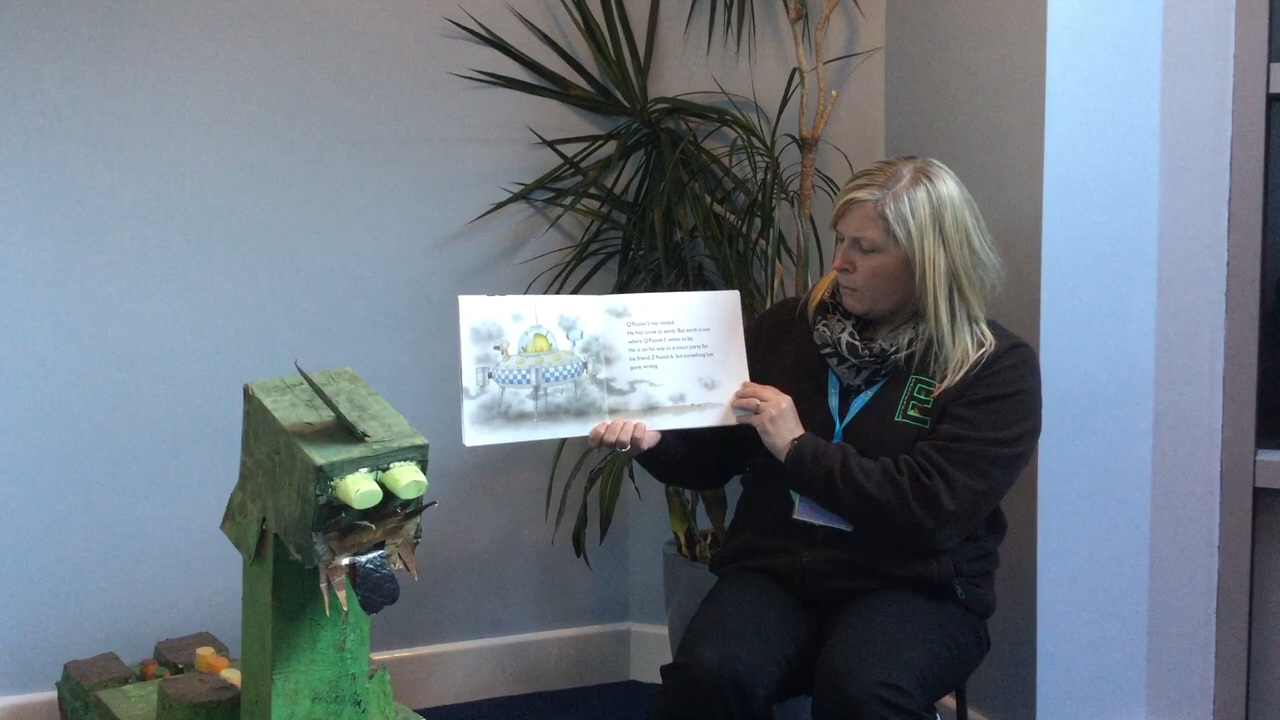 Q Pootle 5 has landed.
He has come to earth. But earth is not
where Q Pootle 5 wants to be.
He is on his way to a moon party for
his friend Z Pootle 6, but something has
gone wrong.